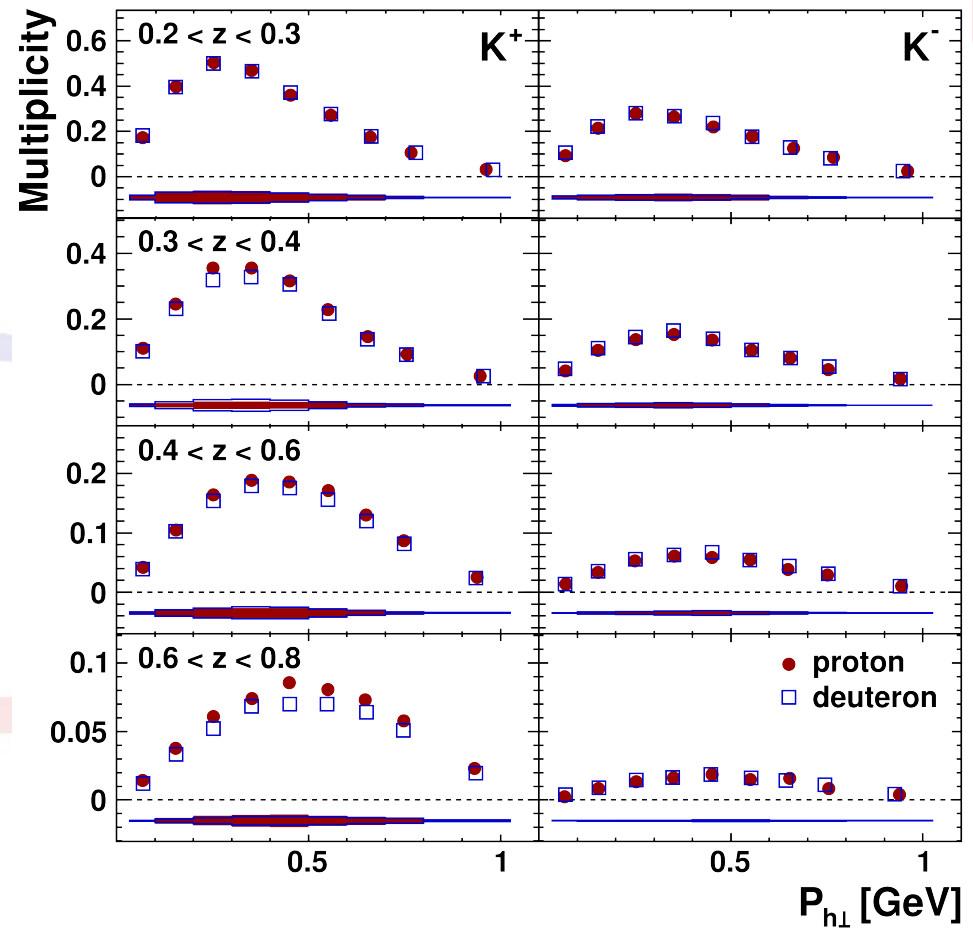 Multiplicity
0.2 < z < 0.3
K+
K-
0.6
0.4
0.2
0
0.3 < z < 0.4
0.4
0.2
0
0.4 < z < 0.6
0.2
0.1
0
0.6 < z < 0.8
proton
deuteron
0.1
0.05
0
0.5
1
0.5
1
Ph⊥ [GeV]